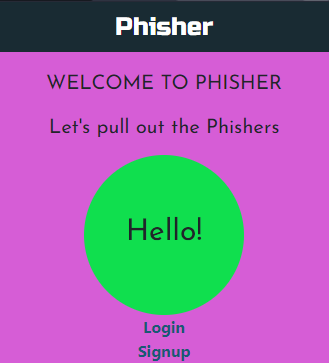 Phisher
WELCOME TO PHISHER
Let's pull out the Phishers
Hello!
Login
Signup